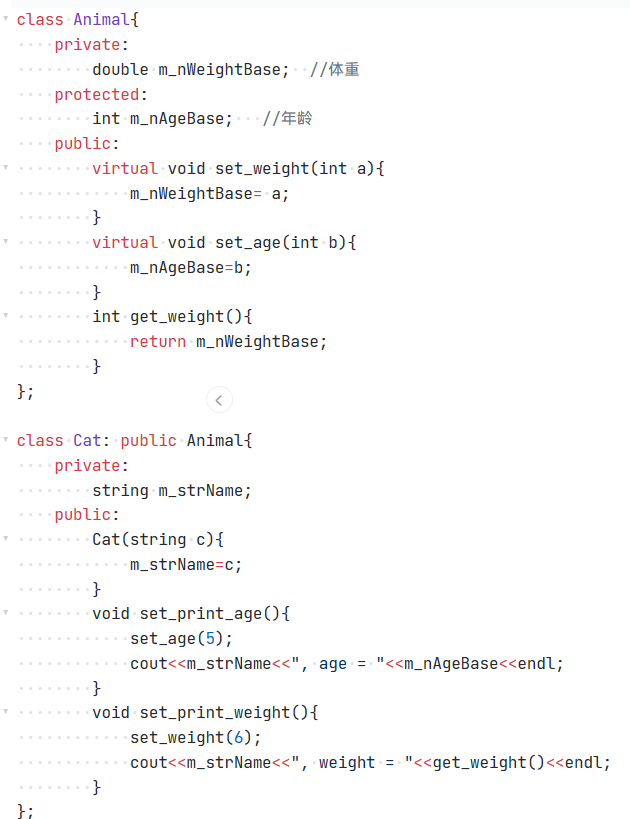 class Animal{
    private:
        double m_nWeightBase;  //体重
    protected:
        int m_nAgeBase;   //年龄
    public:
        virtual void set_weight(int a){
            m_nWeightBase= a;
        }
        virtual void set_age(int b){
            m_nAgeBase=b;
        }
        int get_weight(){
            return m_nWeightBase;
        }
};

class Cat: public Animal{
    private:
        string m_strName;
    public:
        Cat(string c){
            m_strName=c;
        }
        void set_print_age(){
            set_age(5);
            cout<<m_strName<<", age = "<<m_nAgeBase<<endl;
        }
        void set_print_weight(){
            set_weight(6);
            cout<<m_strName<<", weight = "<<get_weight()<<endl;
        }
};